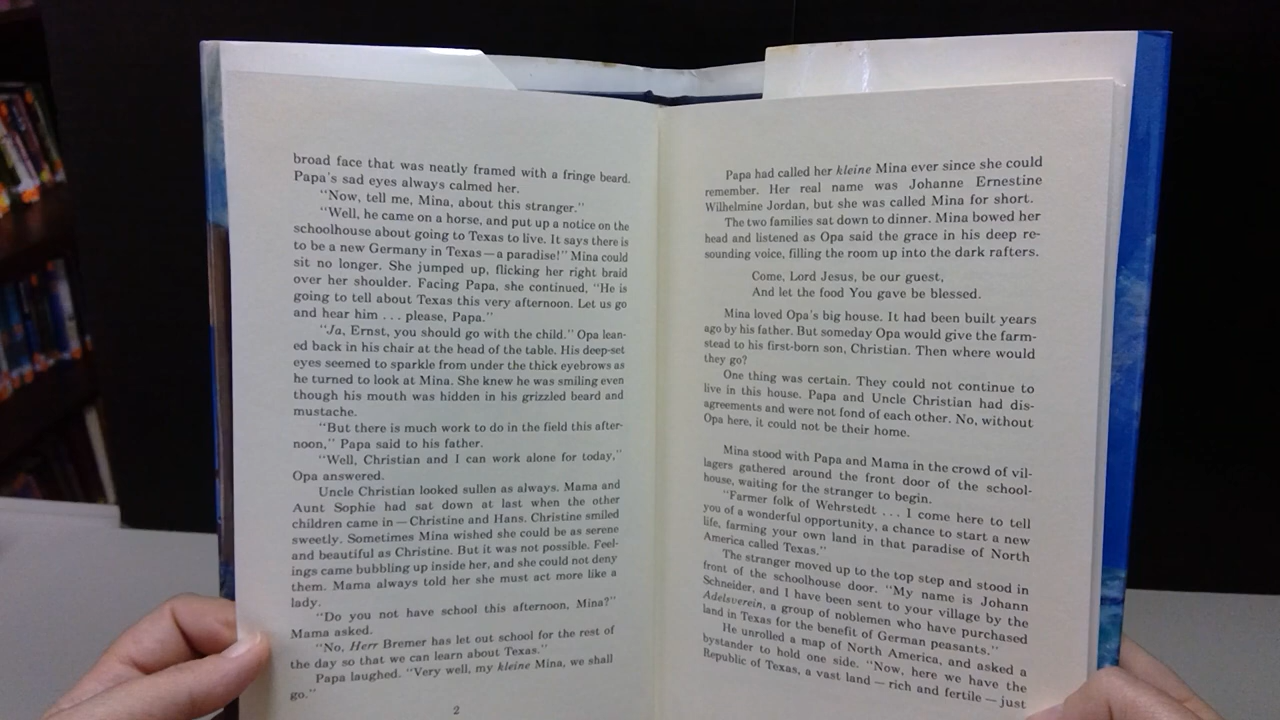 broad face that was neatly framed with a fringe beard.
Papa's sad eyes always calmed her.
"Now, tell me, Mina, about this stranger."
"Well, he came on a horse, and put up a notice on the
schoolhouse about going to Texas to live. It says there is
to be a new Germany in Texas — a paradise!" Mina could
sit no longer. She jumped up, flicking her right braid
over her shoulder. Facing Papa, she continued, "He is
going to tell about Texas this very afternoon. Let us go
and hear him . . . please, Papa."
"Ja, Ernst, you should go with the child." Opa lean-
ed back in his chair at the head of the table. His deep-set
eyes seemed to sparkle from under the thick eyebrows as
he turned to look at Mina. She knew he was smiling even
though his mouth was hidden in his grizzled beard and
mustache.
"But there is much work to do in the field this after-
noon," Papa said to his father.
"Well, Christian and I can work alone for today,"
Opa answered.
Uncle Christian looked sullen as always. Mama and
Aunt Sophie had sat down at last when the other
children came in — Christine and Hans. Christine smiled
sweetly. Sometimes Mina wished she could be as serene
and beautiful as Christine. But it was not possible. Feel-
ings came bubbling up inside her, and she could not deny
them. Mama always told her she must act more like a
lady.
"Do you not have school this afternoon, Mina?"
Mama asked.
"No, Herr Bremer has let out school for the rest of
the day so that we can learn about Texas."
Papa laughed. "Very well, my kleine Mina, we shall
go."
2
Papa had called her kleine Mina ever since she could
remember. Her real name was Johanne Ernestine
Wilhelmine Jordan, but she was called Mina for short.
The two families sat down to dinner. Mina bowed her
head and listened as Opa said the grace in his deep re-
sounding voice, filling the room up into the dark rafters.
Come, Lord Jesus, be our guest,
And let the food You gave be blessed.
Mina loved Opa's big house. It had been built years
ago by his father. But someday Opa would give the farm-
stead to his first-born son, Christian. Then where would
they go?
One thing was certain. They could not continue to
live in this house. Papa and Uncle Christian had dis-
agreements and were not fond of each other. No, without
Opa here, it could not be their home.
Mina stood with Papa and Mama in the crowd of vil-
lagers gathered around the front door of the school-
house, waiting for the stranger to begin.
"Farmer folk of Wehrstedt . . . I come here to tell
you of a wonderful opportunity, a chance to start a new
life, farming your own land in that paradise of North
America called Texas."
The stranger moved up to the top step and stood in
front of the schoolhouse door. "My name is Johann
Schneider, and I have been sent to your village by the
Adelsverein, a group of noblemen who have purchased
land in Texas for the benefit of German peasants."
He unrolled a map of North America, and asked a
bystander to hold one side. "Now, here we have the
Republic of Texas, a vast land — rich and fertile — just